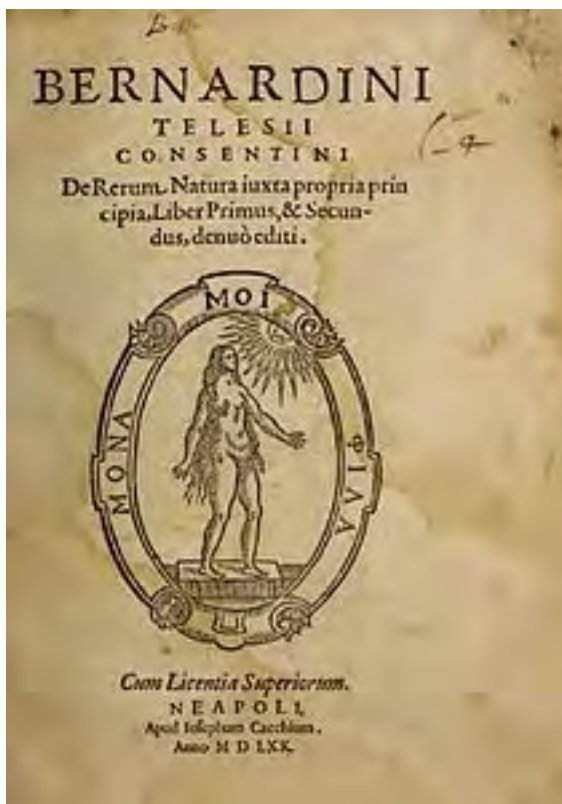 BERNARDINI
TELESII
CONSENTINI
De Rerum Natura iuxta propria prin
cipia, Liber Primus, & Secun-
dus, denuò editi.
ΜΟΙ
ΜΟΝΑ
ΦΙΛΑ
Cum Licentia Superiorum.
NEAPOLI,
Apud Iosephum Cacchium.
Anno M D LXX.